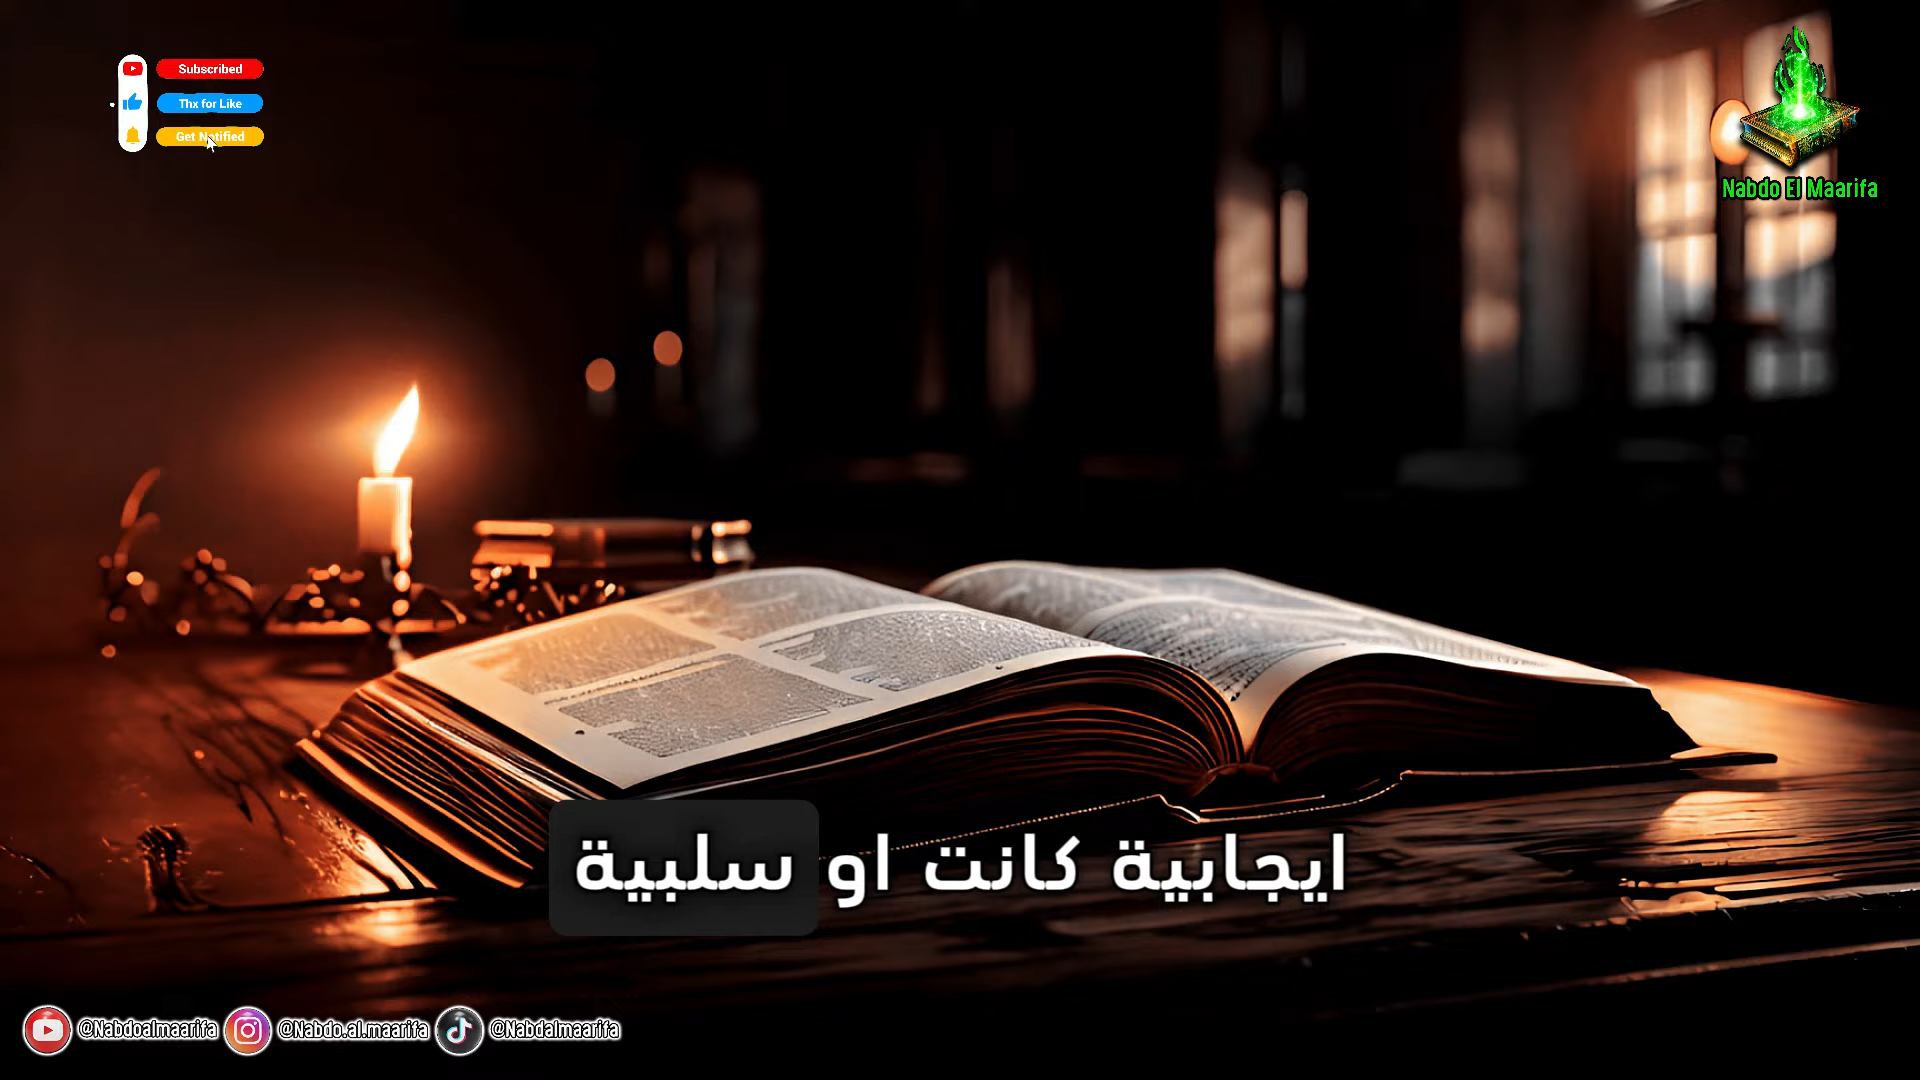 Subscribed
Thx for Like
Get Notified
Nabdo El Maarifa
ايجابية كانت او سلبية
@Nabdoalmaarifa @Nabdo.al.maarifa @Nabdalmaarifa